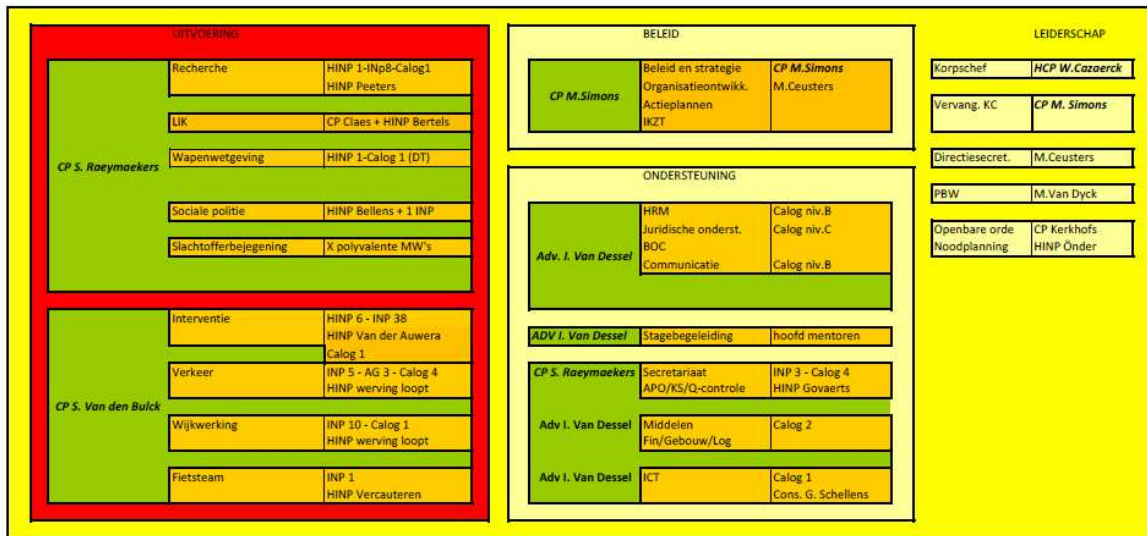 UITVOERING
CP S. Raeymaekers
Recherche HINP 1-INp8-Calog1
HINP Peeters
LIK CP Claes + HINP Bertels
Wapenwetgeving HINP 1-Calog 1 (DT)
Sociale politie HINP Bellens + 1 INP
Slachtofferbejegening X polyvalente MW's
CP S. Van den Bulck
Interventie HINP 6 - INP 38
HINP Van der Auwera
Calog 1
Verkeer INP 5 - AG 3 - Calog 4
HINP werving loopt
Wijkwerking INP 10 - Calog 1
HINP werving loopt
Fietsteam INP 1
HINP Vercauteren
BELEID
CP M.Simons
Beleid en strategie CP M.Simons
Organisatieontwikk. M.Ceusters
Actieplannen
IKZT
ONDERSTEUNING
Adv. I. Van Dessel
HRM Calog niv.B
Juridische onderst. Calog niv.C
BOC
Communicatie Calog niv.B
ADV I. Van Dessel Stagebegeleiding hoofd mentoren
CP S. Raeymaekers Secretariaat INP 3 - Calog 4
APO/KS/Q-controle HINP Govaerts
Adv I. Van Dessel Middelen Calog 2
Fin/Gebouw/Log
Adv I. Van Dessel ICT Calog 1
Cons. G. Schellens
LEIDERSCHAP
Korpschef HCP W.Cazaerck
Vervang. KC CP M. Simons
Directiesecret. M.Ceusters
PBW M.Van Dyck
Openbare orde CP Kerkhofs
Noodplanning HINP Önder